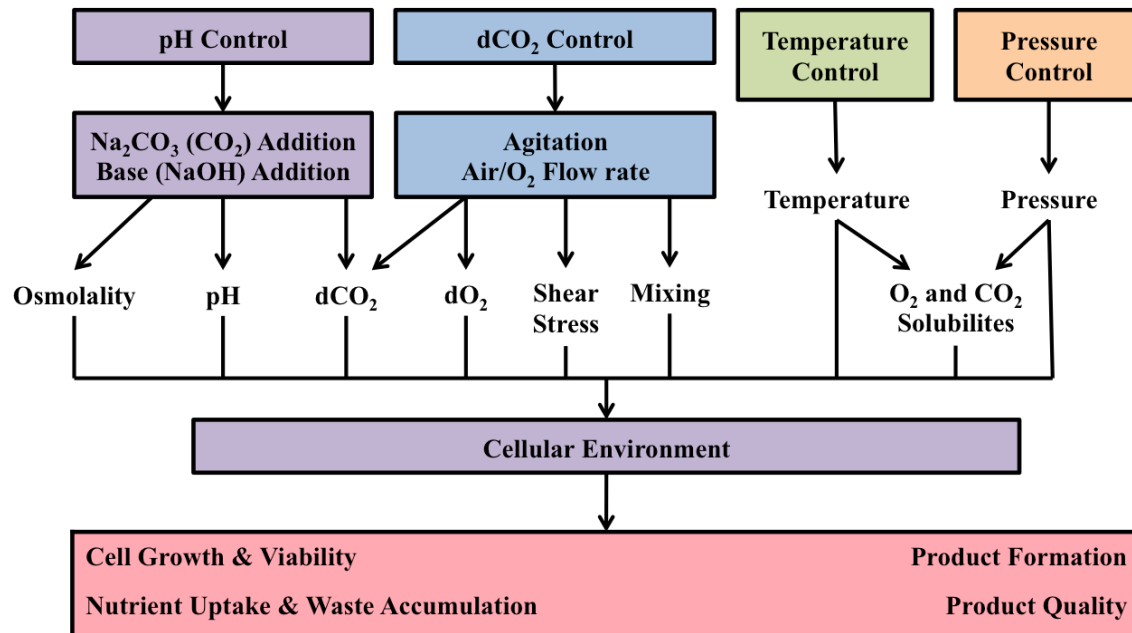 pH Control
dCO₂ Control
Temperature
Control
Pressure
Control
Na₂CO₃ (CO₂) Addition
Base (NaOH) Addition
Agitation
Air/O₂ Flow rate
Temperature
Pressure
Osmolality
pH
dCO₂
dO₂
Shear
Stress
Mixing
O₂ and CO₂
Solubilites
Cellular Environment
Cell Growth & Viability
Product Formation
Nutrient Uptake & Waste Accumulation
Product Quality